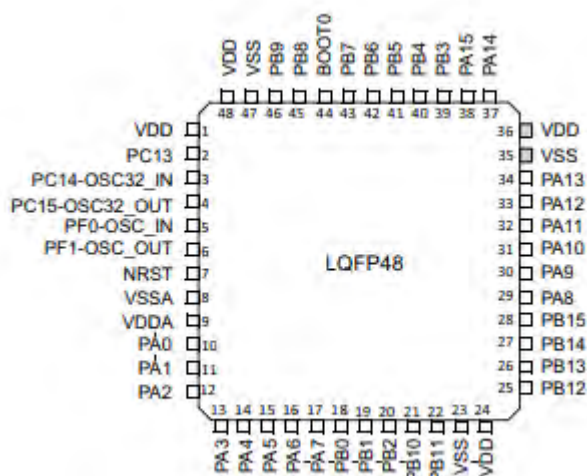 VDD VSS PB9 PB8 BOOT0 PB7 PB6 PB5 PB4 PB3 PA15 PA14
48 47 46 45 44 43 42 41 40 39 38 37
VDD 1
PC13 2
PC14-OSC32_IN 3
PC15-OSC32_OUT 4
PF0-OSC_IN 5
PF1-OSC_OUT 6
NRST 7
VSSA 8
VDDA 9
PA0 10
PA1 11
PA2 12
LQFP48
36 VDD
35 VSS
34 PA13
33 PA12
32 PA11
31 PA10
30 PA9
29 PA8
28 PB15
27 PB14
26 PB13
25 PB12
13 14 15 16 17 18 19 20 21 22 23 24
PA3 PA4 PA5 PA6 PA7 PB0 PB1 PB2 PB10 PB11 VSS VDD